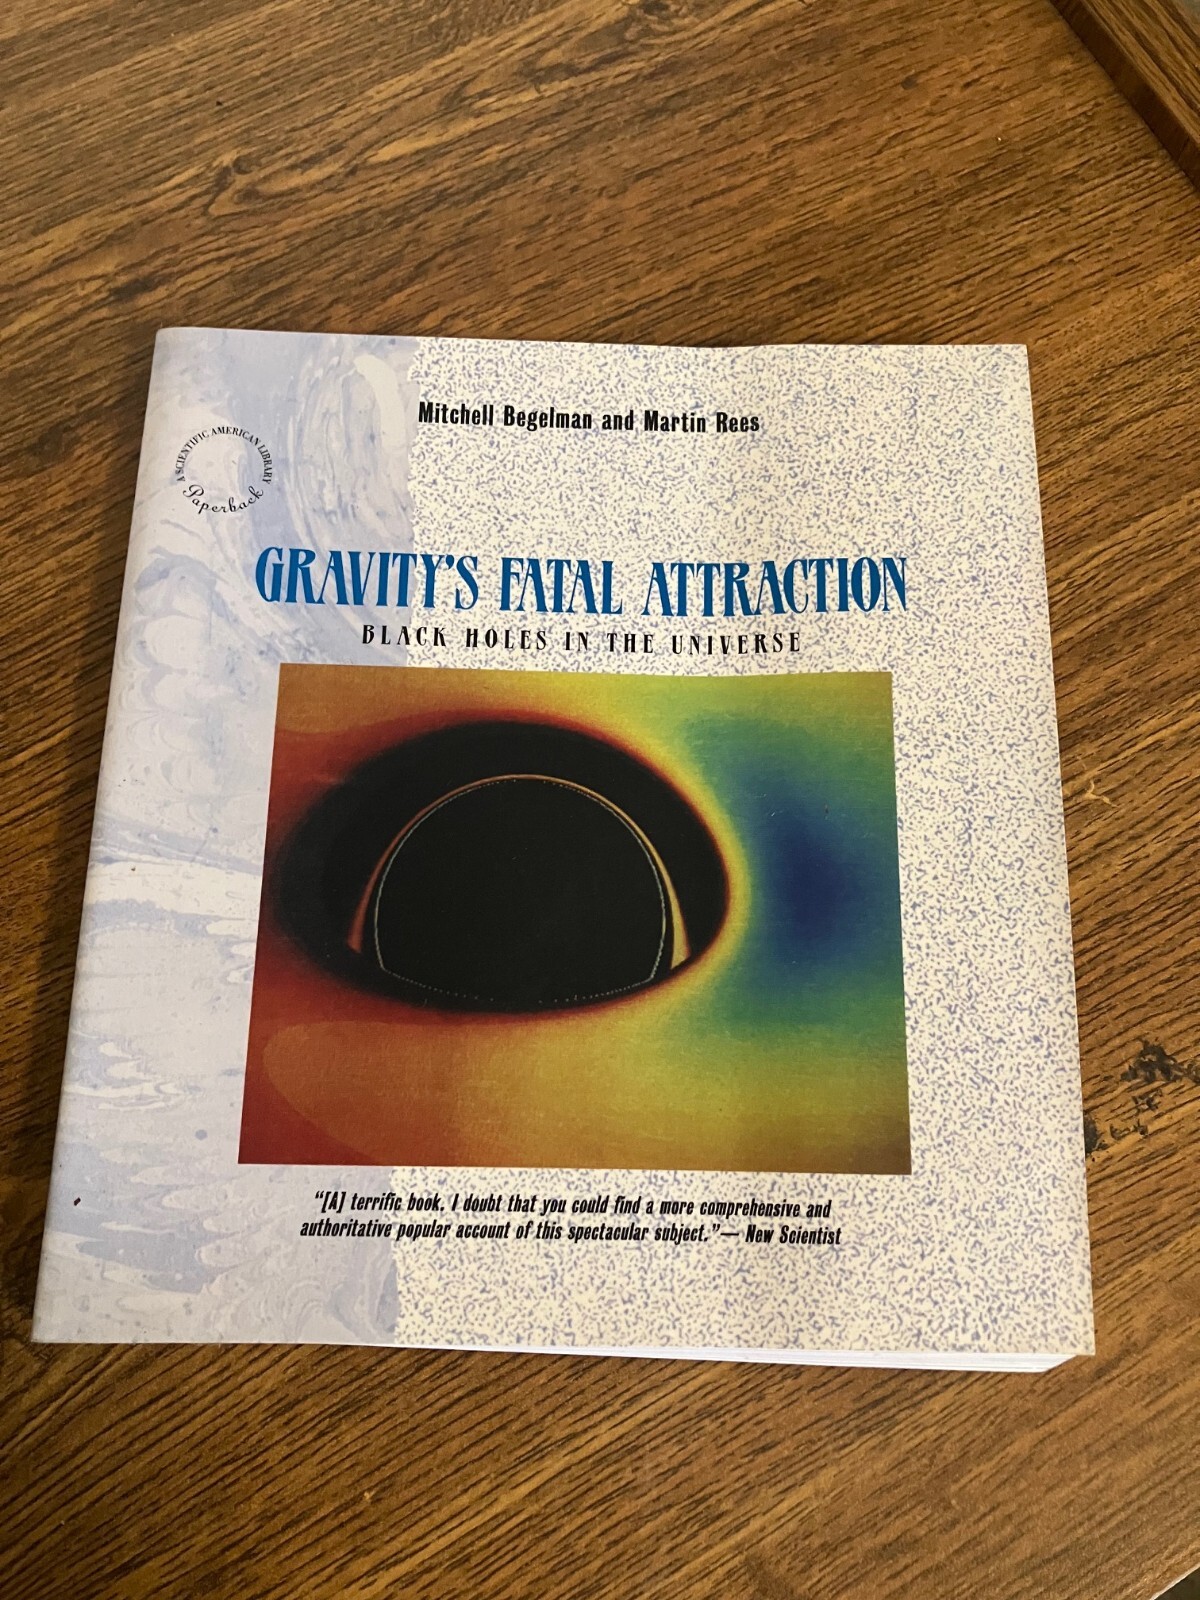 Mitchell Begelman and Martin Rees
A SCIENTIFIC AMERICAN LIBRARY
Paperback
GRAVITY'S FATAL ATTRACTION
BLACK HOLES IN THE UNIVERSE
“[A] terrific book. I doubt that you could find a more comprehensive and
authoritative popular account of this spectacular subject.”— New Scientist